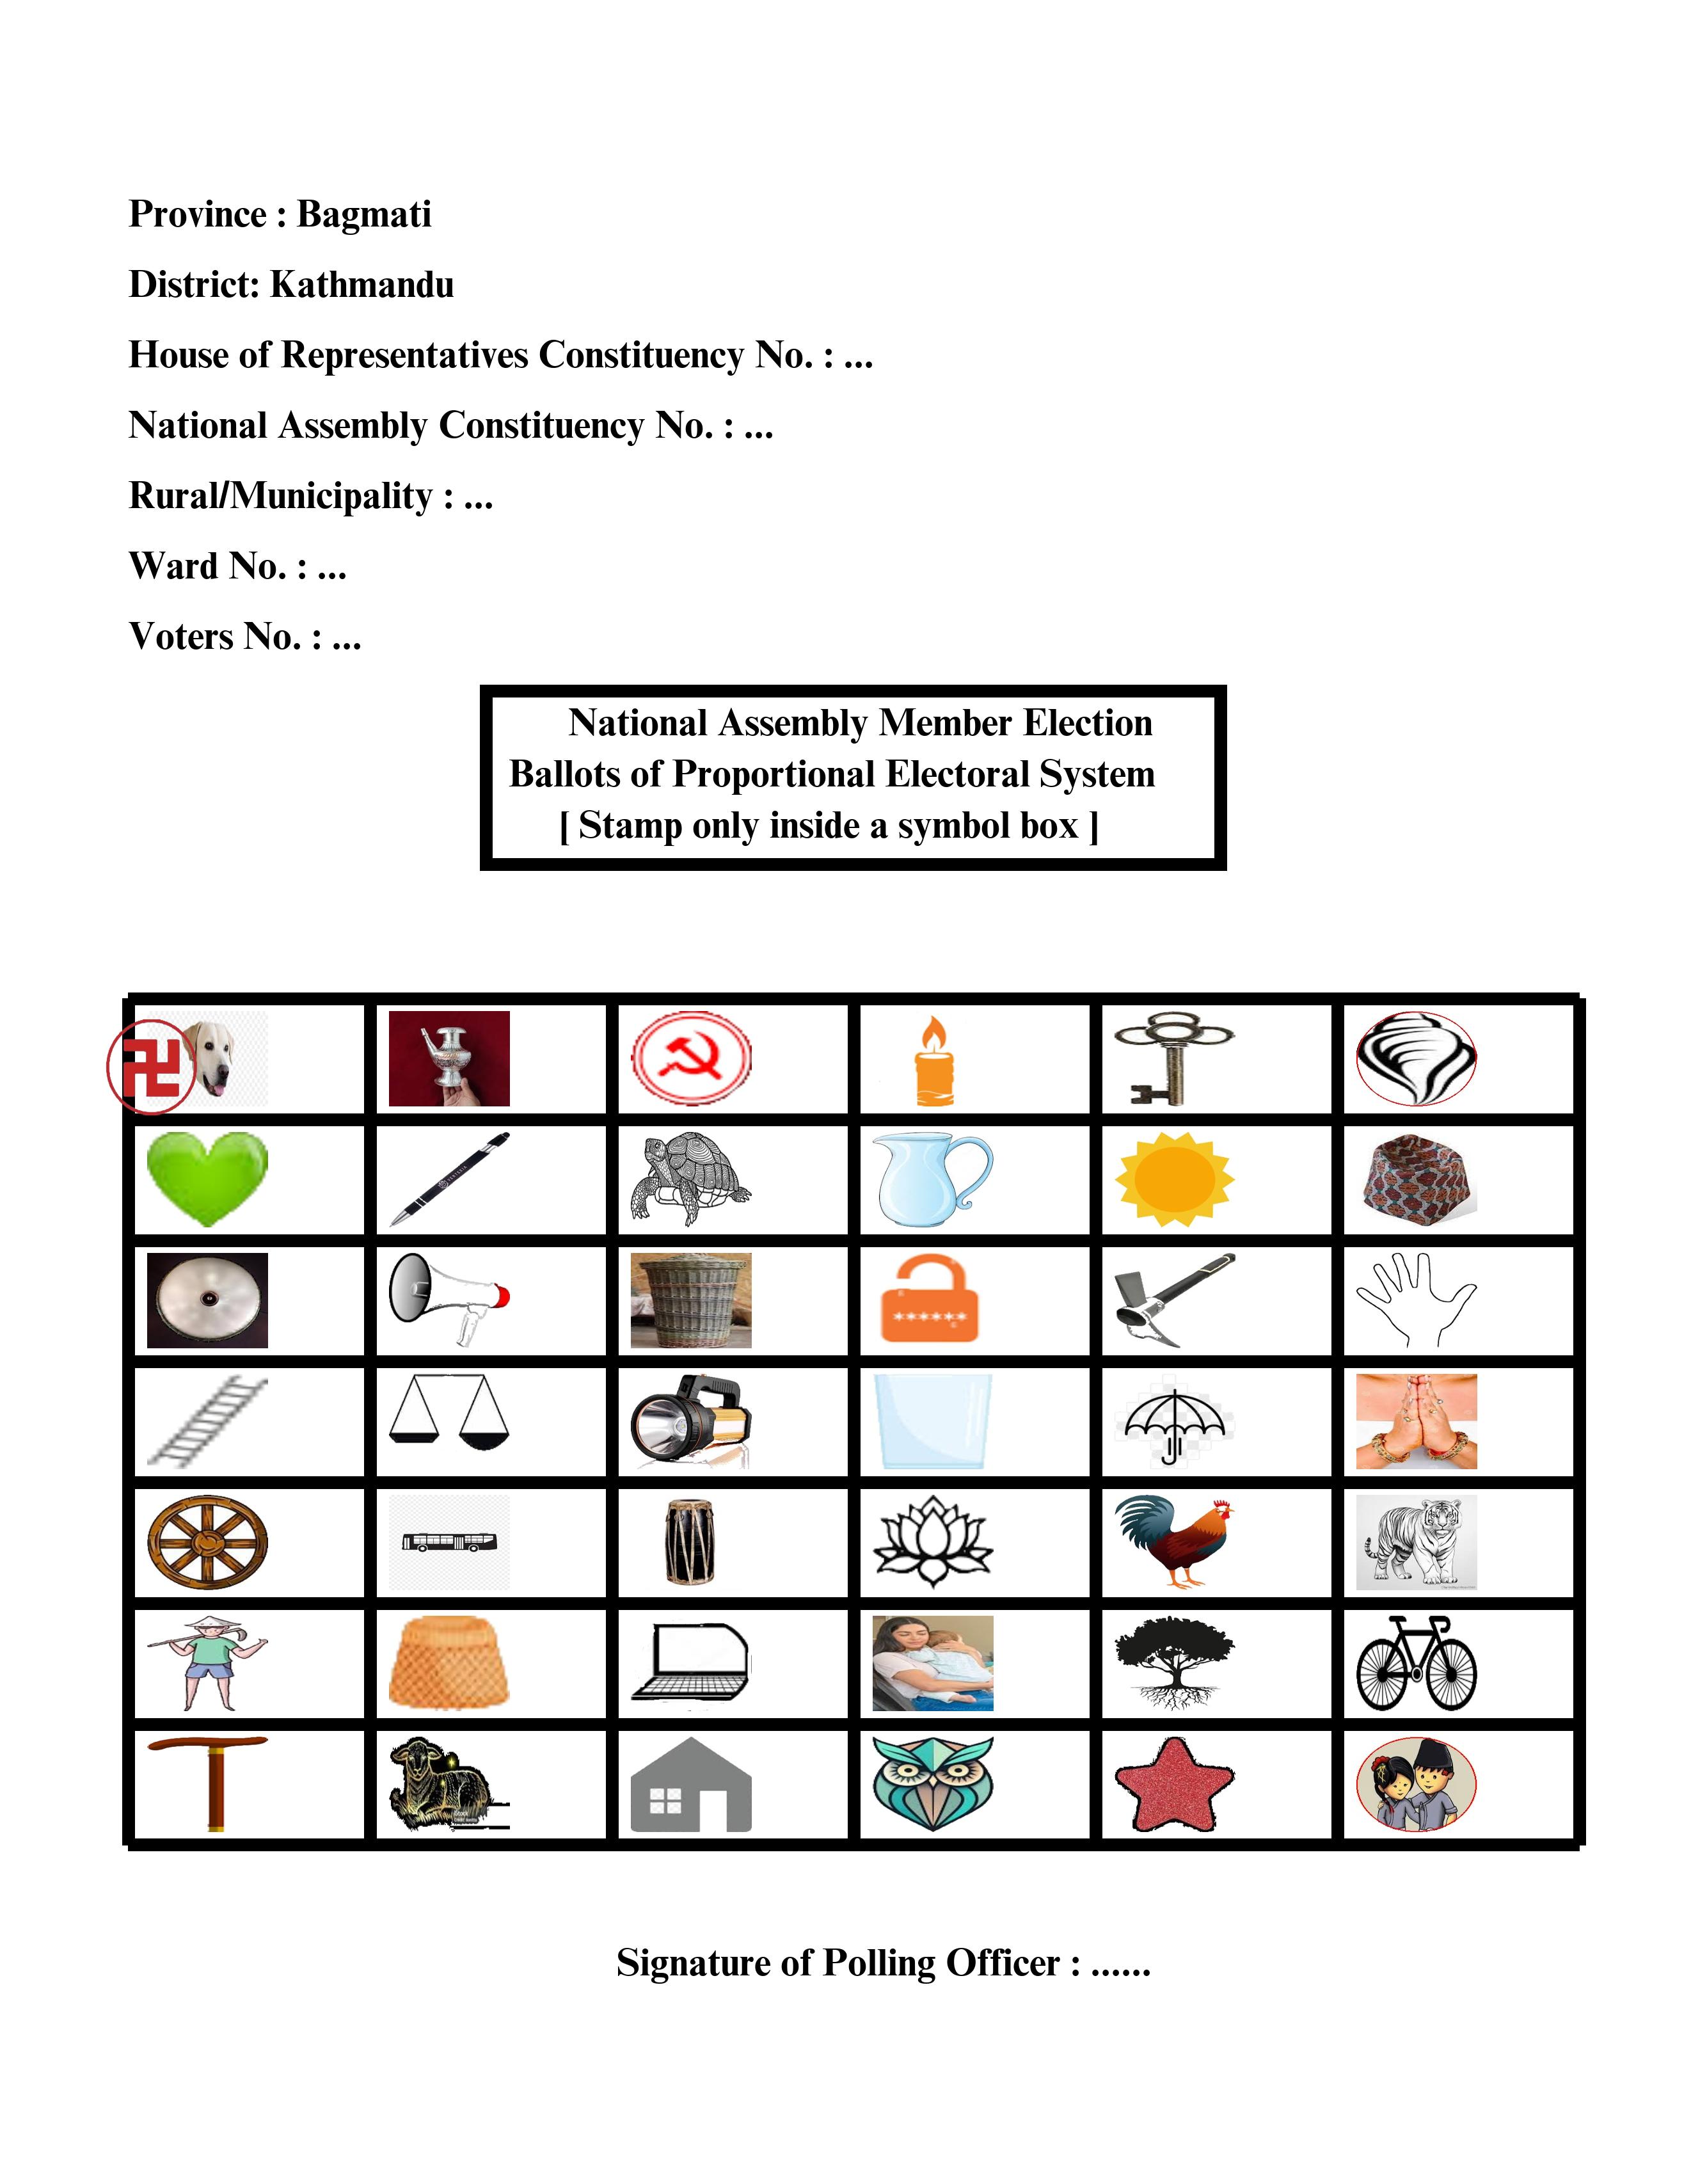 Province : Bagmati
District: Kathmandu
House of Representatives Constituency No. : ...
National Assembly Constituency No. : ...
Rural/Municipality : ...
Ward No. : ...
Voters No. : ...
National Assembly Member Election
Ballots of Proportional Electoral System
[ Stamp only inside a symbol box ]
Signature of Polling Officer : ......